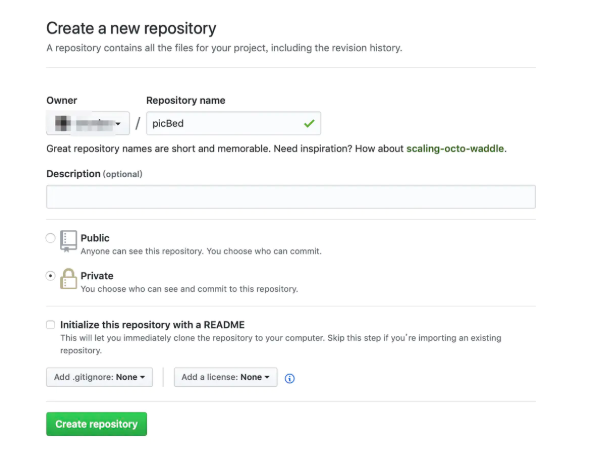 Create a new repository
A repository contains all the files for your project, including the revision history.
Owner
Repository name
/
picBed
Great repository names are short and memorable. Need inspiration? How about scaling-octo-waddle.
Description (optional)
Public
Anyone can see this repository. You choose who can commit.
Private
You choose who can see and commit to this repository.
Initialize this repository with a README
This will let you immediately clone the repository to your computer. Skip this step if you're importing an existing
repository.
Add .gitignore: None
Add a license: None
Create repository